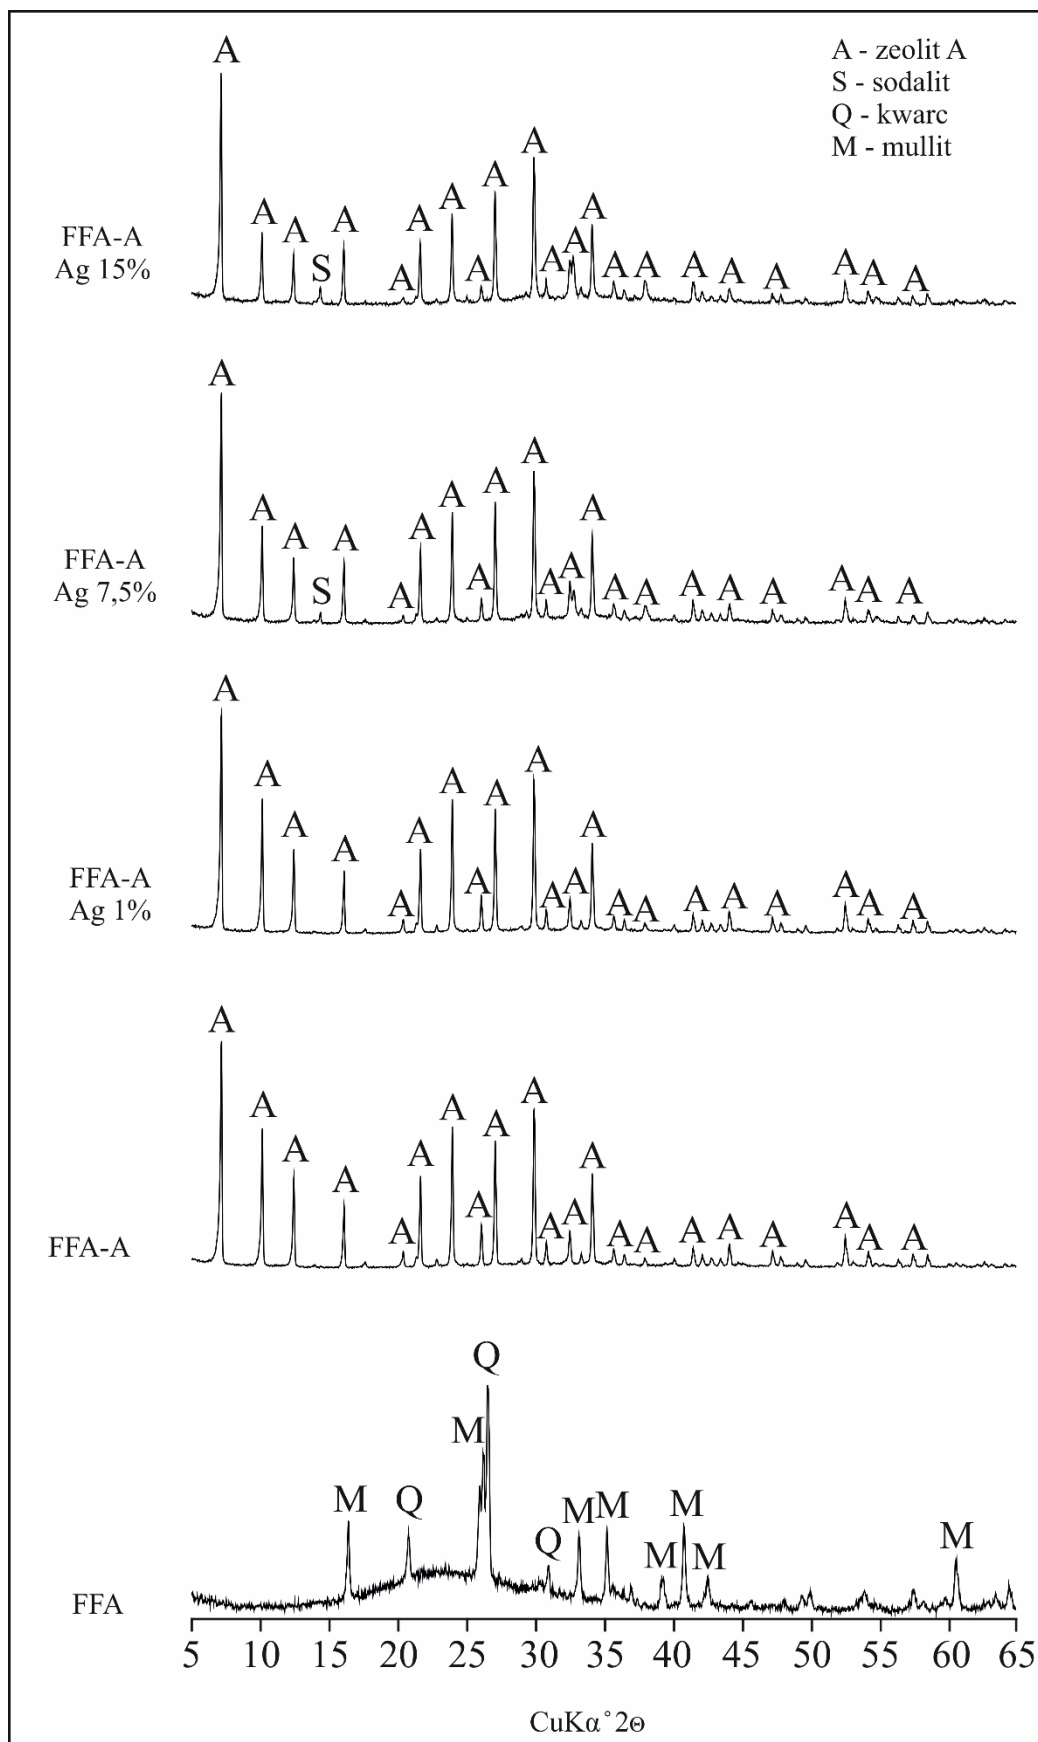 A - zeolit A
S - sodalit
Q - kwarc
M - mullit
FFA-A
Ag 15%
A A A S A A A A A A A A A A A A A A A A A A
FFA-A
Ag 7,5%
A A A S A A A A A A A A A A A A A A A A A A
FFA-A
Ag 1%
A A A A A A A A A A A A A A A A A A A A A
FFA-A
A A A A A A A A A A A A A A A A A A A A A
FFA
M Q M Q Q M M M M M M
5 10 15 20 25 30 35 40 45 50 55 60 65
CuKα°2Θ